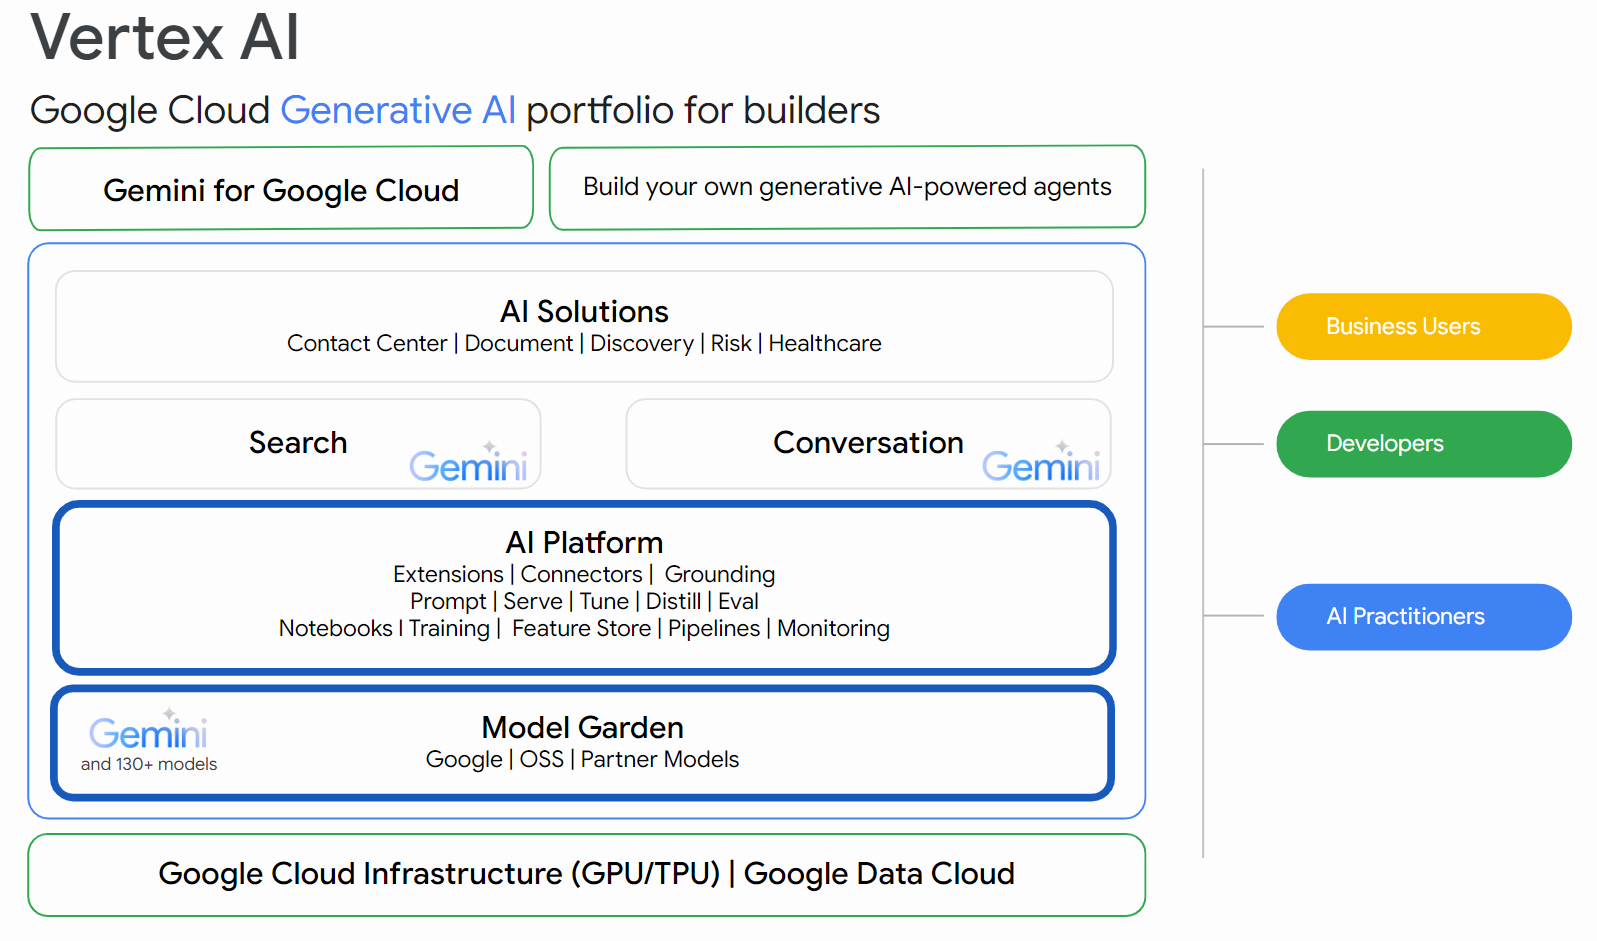 Vertex AI
Google Cloud Generative AI portfolio for builders
Gemini for Google Cloud
Build your own generative AI-powered agents
AI Solutions
Contact Center | Document | Discovery | Risk | Healthcare
Search
Gemini
Conversation
Gemini
AI Platform
Extensions | Connectors | Grounding
Prompt | Serve | Tune | Distill | Eval
Notebooks I Training | Feature Store | Pipelines | Monitoring
Gemini
and 130+ models
Model Garden
Google | OSS | Partner Models
Google Cloud Infrastructure (GPU/TPU) | Google Data Cloud
Business Users
Developers
AI Practitioners